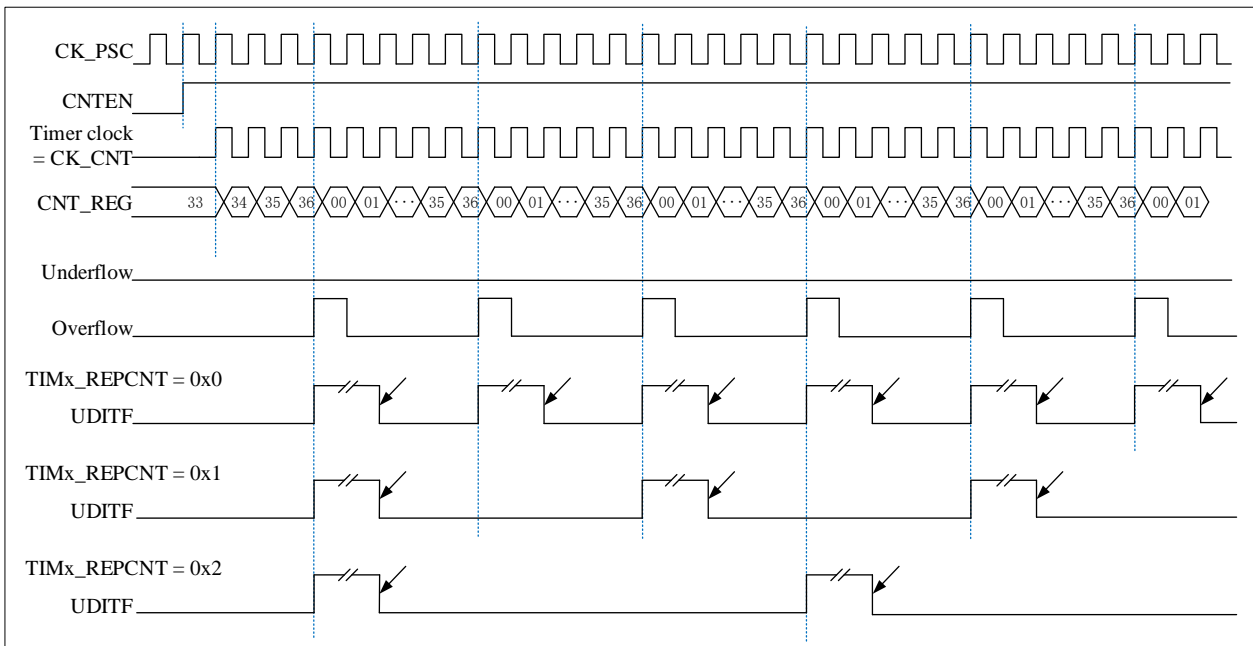 CK_PSC
CNTEN
Timer clock
= CK_CNT
CNT_REG 33 34 35 36 00 01 ··· 35 36 00 01 ··· 35 36 00 01 ··· 35 36 00 01 ··· 35 36 00 01 ··· 35 36 00 01
Underflow
Overflow
TIMx_REPCNT = 0x0
UDITF
TIMx_REPCNT = 0x1
UDITF
TIMx_REPCNT = 0x2
UDITF